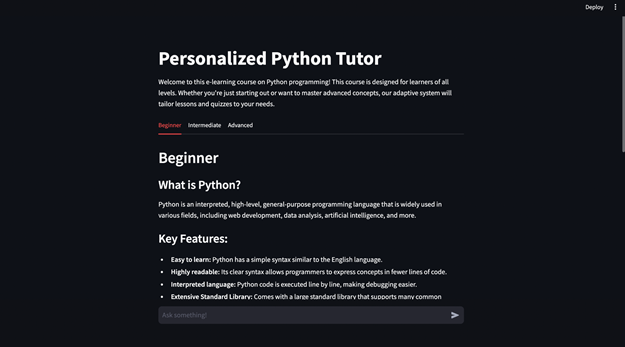 Deploy
Personalized Python Tutor
Welcome to this e-learning course on Python programming! This course is designed for learners of all
levels. Whether you're just starting out or want to master advanced concepts, our adaptive system will
tailor lessons and quizzes to your needs.
Beginner Intermediate Advanced
Beginner
What is Python?
Python is an interpreted, high-level, general-purpose programming language that is widely used in
various fields, including web development, data analysis, artificial intelligence, and more.
Key Features:
• Easy to learn: Python has a simple syntax similar to the English language.
• Highly readable: Its clear syntax allows programmers to express concepts in fewer lines of code.
• Interpreted language: Python code is executed line by line, making debugging easier.
• Extensive Standard Library: Comes with a large standard library that supports many common
Ask something!